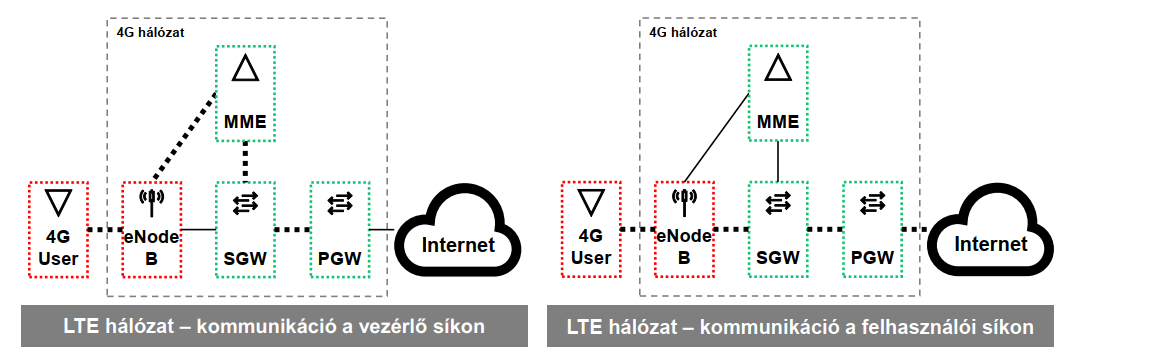 4G hálózat
MME
4G
User
eNode
B
SGW
PGW
Internet
LTE hálózat – kommunikáció a vezérlő síkon
4G hálózat
MME
4G
User
eNode
B
SGW
PGW
Internet
LTE hálózat – kommunikáció a felhasználói síkon